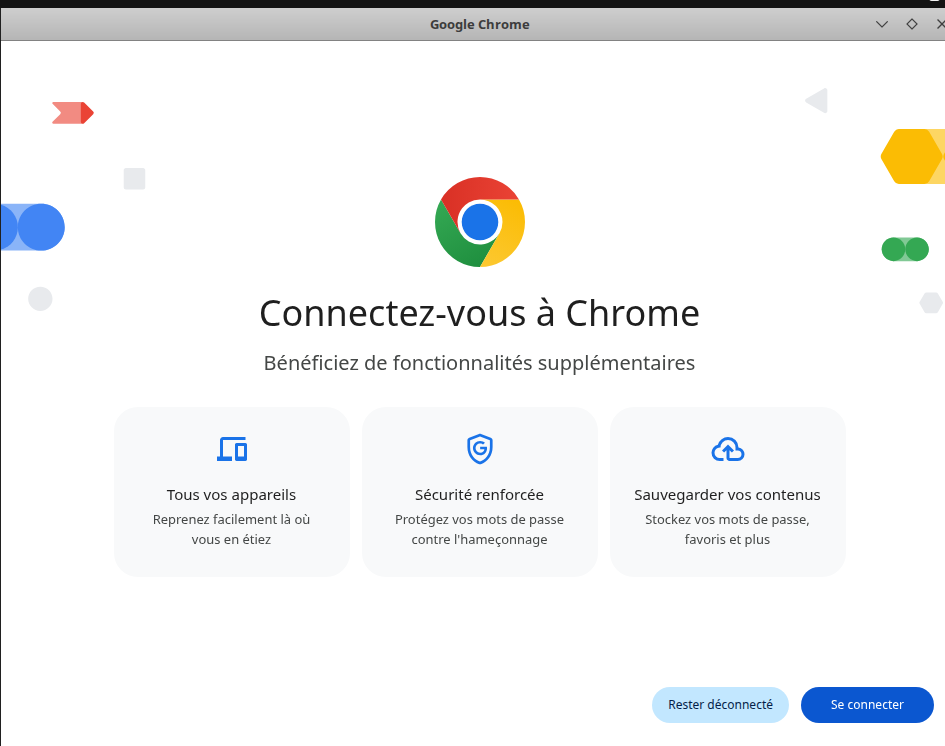 Google Chrome
Connectez-vous à Chrome
Bénéficiez de fonctionnalités supplémentaires
Tous vos appareils
Reprenez facilement là où
vous en étiez
Sécurité renforcée
Protégez vos mots de passe
contre l'hameçonnage
Sauvegarder vos contenus
Stockez vos mots de passe,
favoris et plus
Rester déconnecté
Se connecter